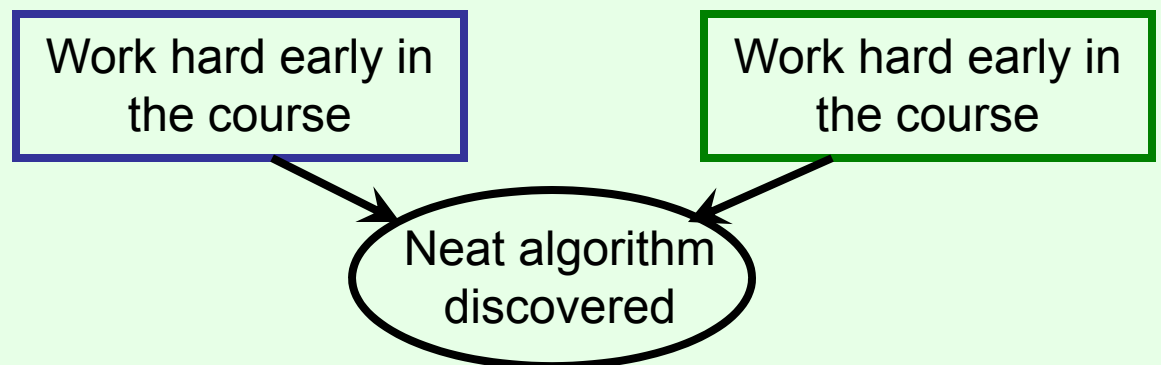 Work hard early in
the course
Work hard early in
the course
Neat algorithm
discovered